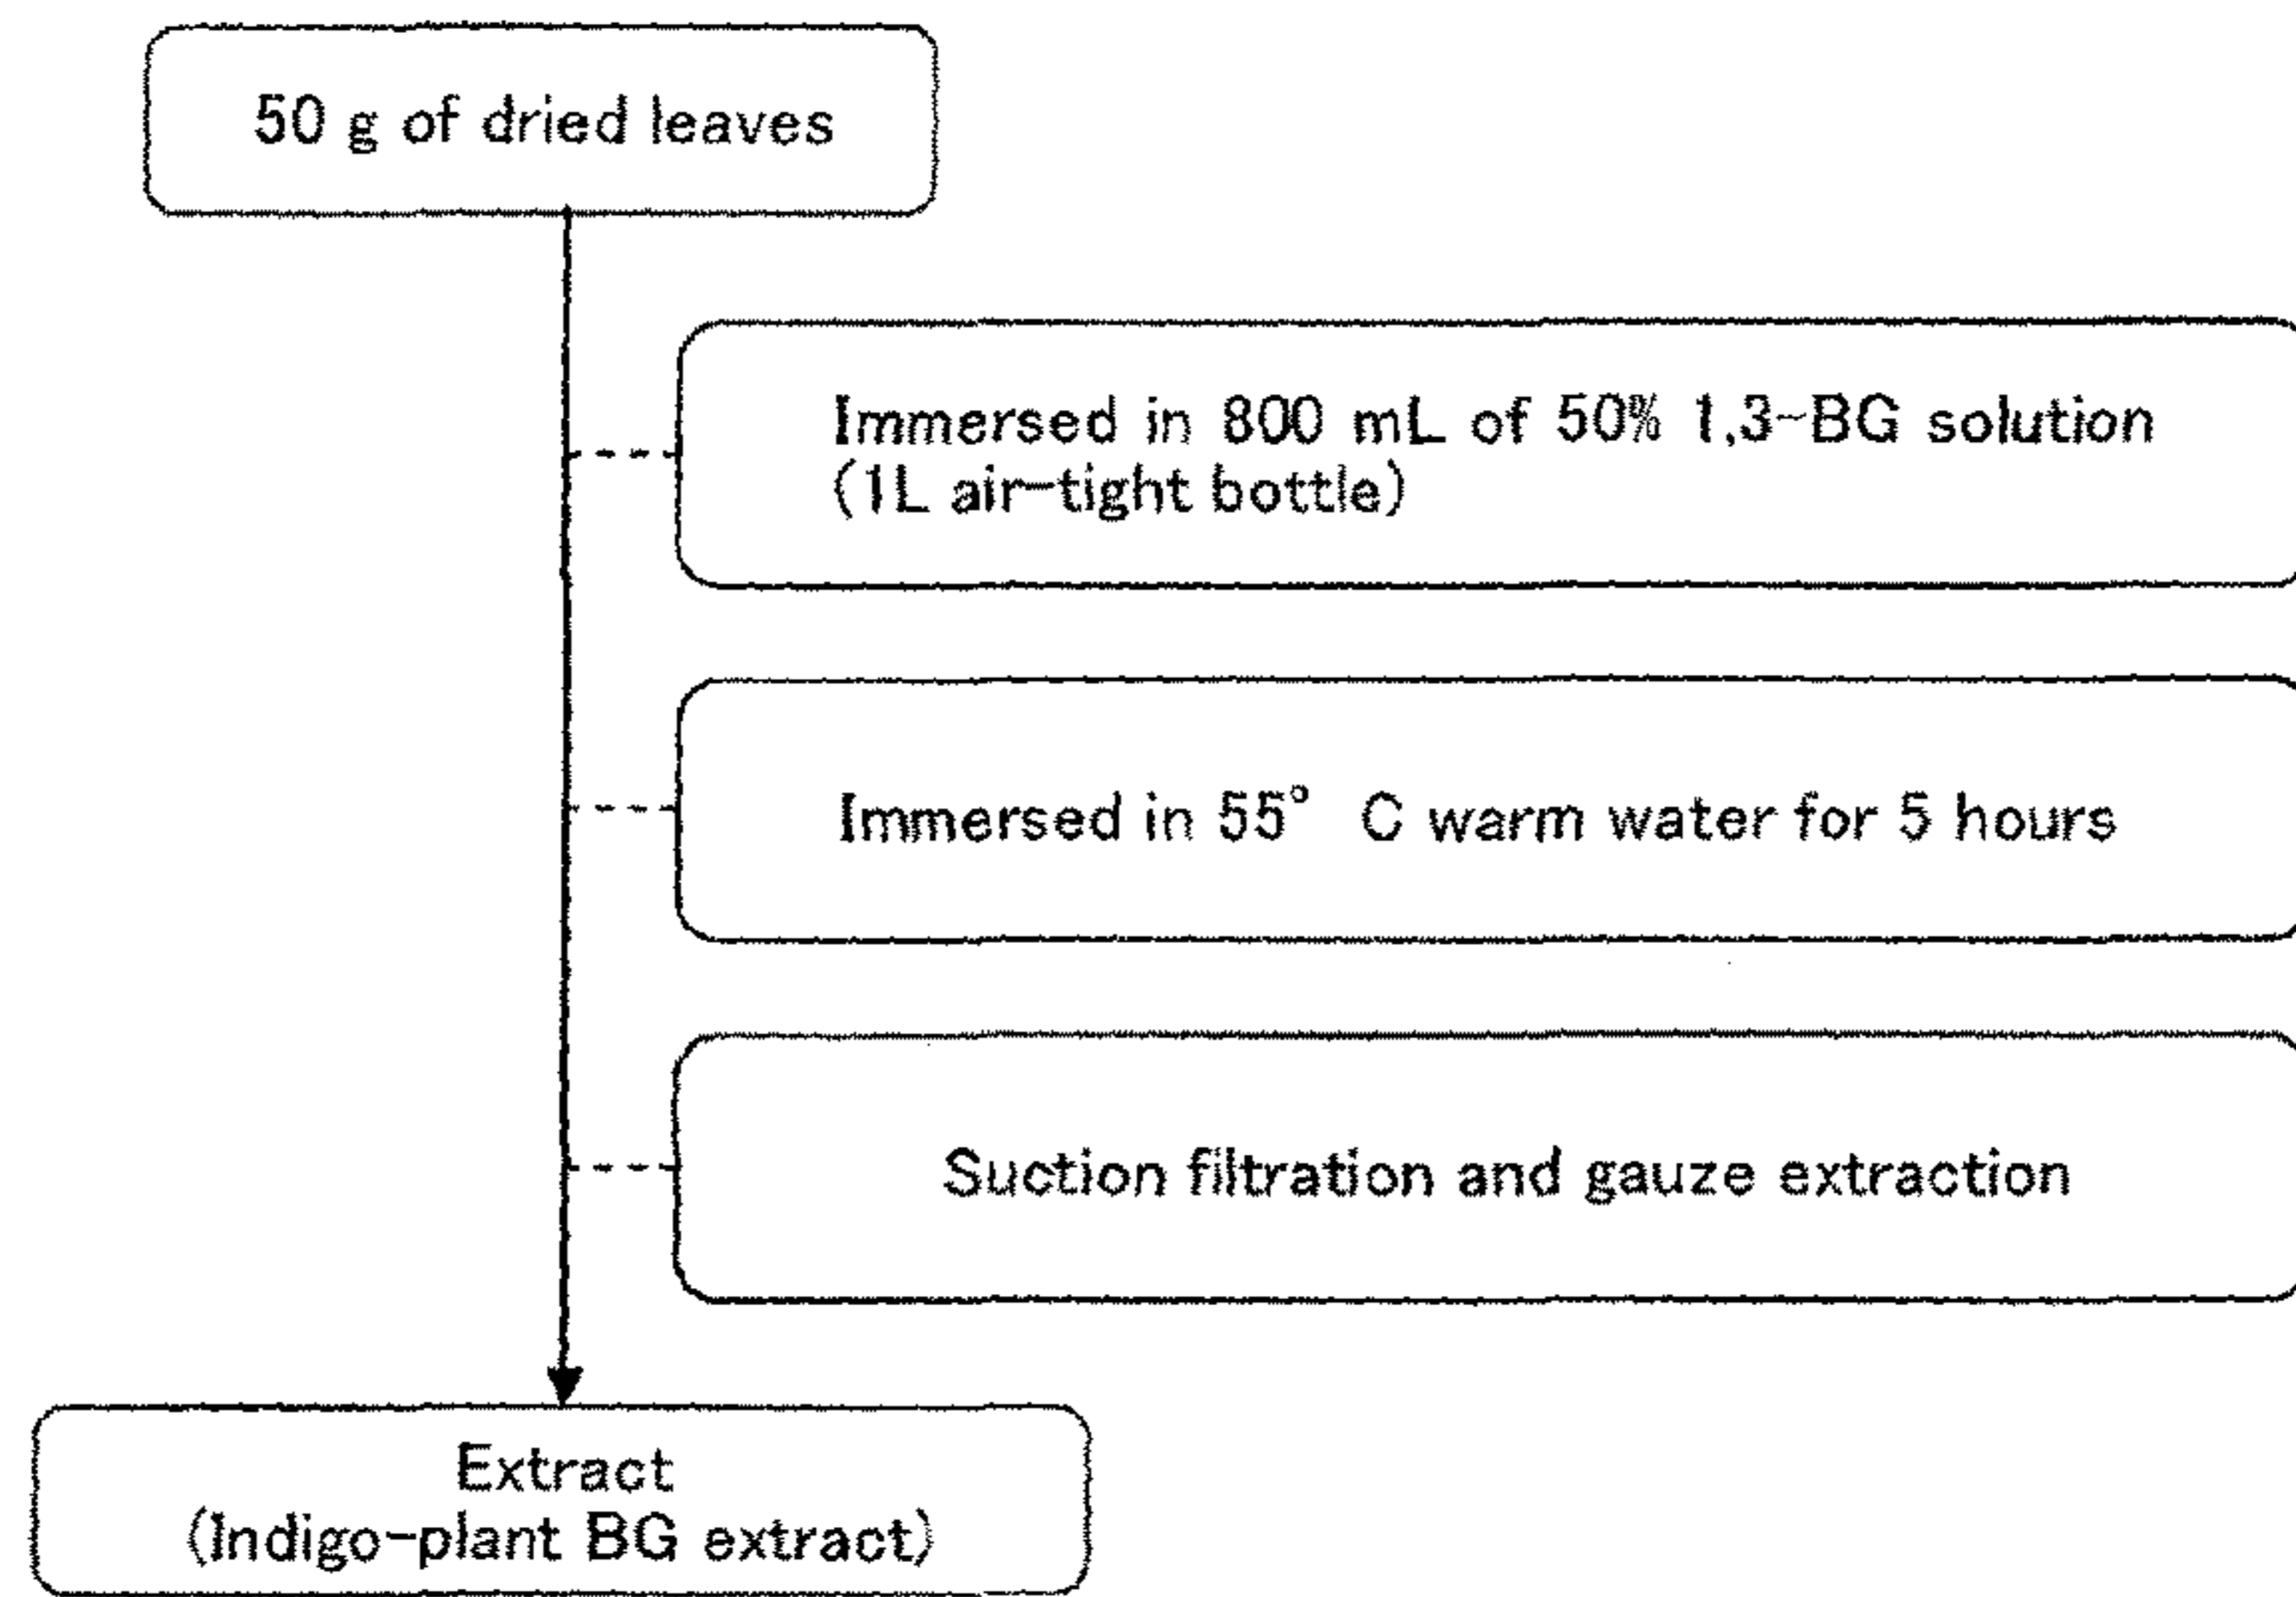 50 g of dried leaves
Immersed in 800 mL of 50% 1,3-BG solution
(1L air-tight bottle)
Immersed in 55° C warm water for 5 hours
Suction filtration and gauze extraction
Extract
(Indigo-plant BG extract)